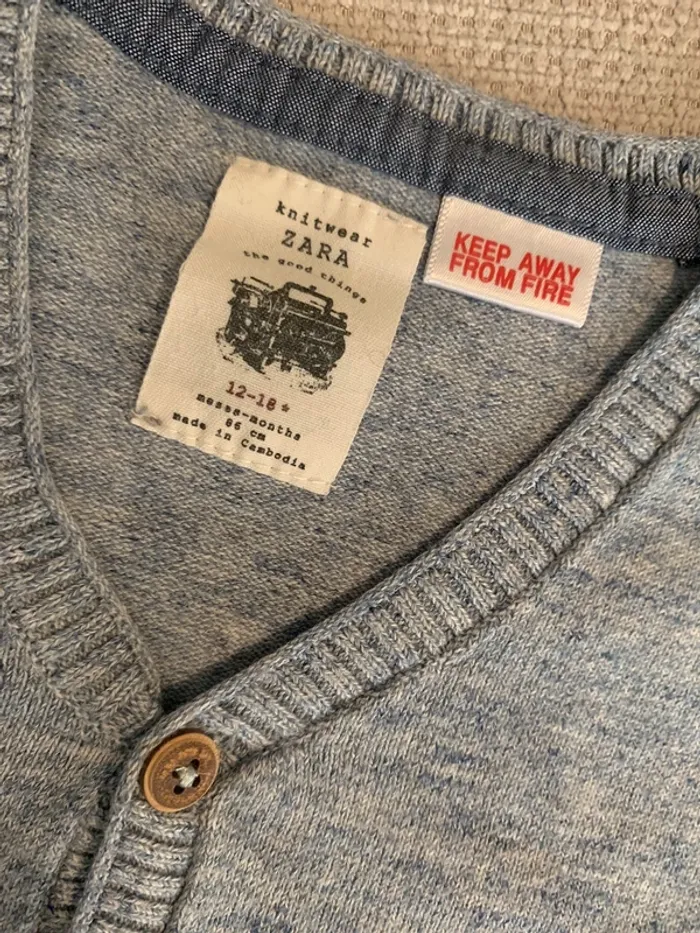 knitwear
ZARA
the good things
12-18*
meses-months
86 cm
made in Cambodia
KEEP AWAY
FROM FIRE